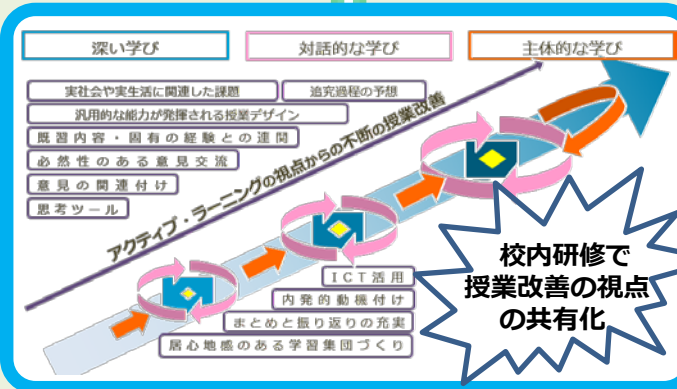 深い学び
対話的な学び
主体的な学び
実社会や実生活に関連した課題
追究過程の予想
汎用的な能力が発揮される授業デザイン
既習内容・固有の経験との連関
必然性のある意見交流
意見の関連付け
思考ツール
アクティブ・ラーニングの視点からの不断の授業改善
ICT活用
内発的動機付け
まとめと振り返りの充実
居心地感のある学習集団づくり
校内研修で
授業改善の視点
の共有化